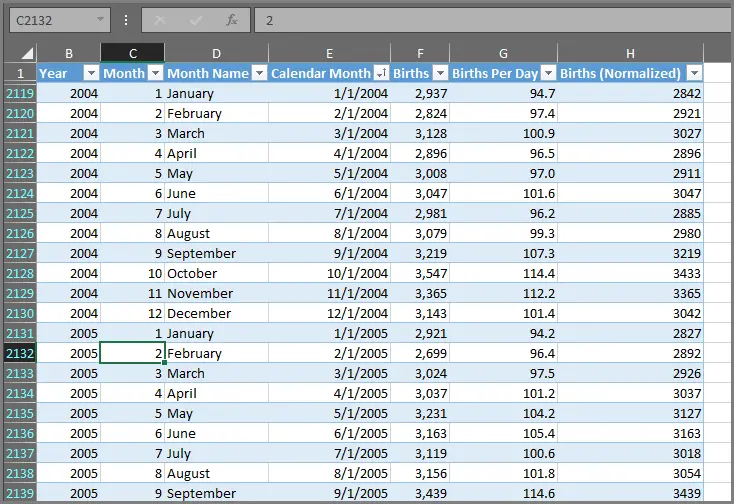 C2132 fx 2
B C D E F G H
1 Year Month Month Name Calendar Month Births Births Per Day Births (Normalized)
2119 2004 1 January 1/1/2004 2,937 94.7 2842
2120 2004 2 February 2/1/2004 2,824 97.4 2921
2121 2004 3 March 3/1/2004 3,128 100.9 3027
2122 2004 4 April 4/1/2004 2,896 96.5 2896
2123 2004 5 May 5/1/2004 3,008 97.0 2911
2124 2004 6 June 6/1/2004 3,047 101.6 3047
2125 2004 7 July 7/1/2004 2,981 96.2 2885
2126 2004 8 August 8/1/2004 3,079 99.3 2980
2127 2004 9 September 9/1/2004 3,219 107.3 3219
2128 2004 10 October 10/1/2004 3,547 114.4 3433
2129 2004 11 November 11/1/2004 3,365 112.2 3365
2130 2004 12 December 12/1/2004 3,143 101.4 3042
2131 2005 1 January 1/1/2005 2,921 94.2 2827
2132 2005 2 February 2/1/2005 2,699 96.4 2892
2133 2005 3 March 3/1/2005 3,024 97.5 2926
2134 2005 4 April 4/1/2005 3,037 101.2 3037
2135 2005 5 May 5/1/2005 3,231 104.2 3127
2136 2005 6 June 6/1/2005 3,163 105.4 3163
2137 2005 7 July 7/1/2005 3,119 100.6 3018
2138 2005 8 August 8/1/2005 3,156 101.8 3054
2139 2005 9 September 9/1/2005 3,439 114.6 3439